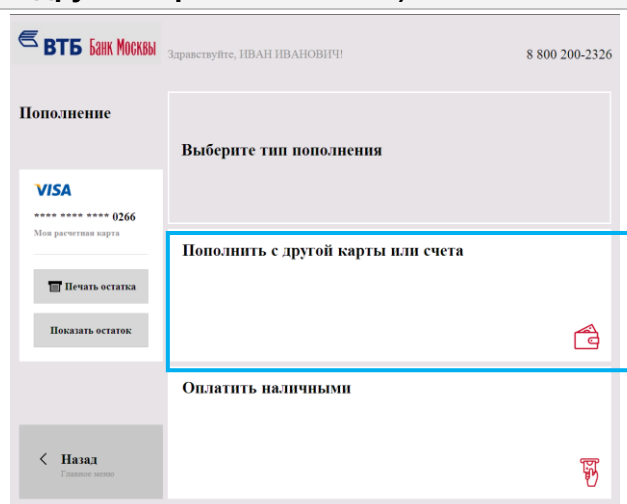 ВТБ Банк Москвы
Здравствуйте, ИВАН ИВАНОВИЧ!
8 800 200-2326
Пополнение
Выберите тип пополнения
VISA
**** **** **** 0266
Моя расчетная карта
Пополнить с другой карты или счета
Печать остатка
Показать остаток
Оплатить наличными
Назад
Главное меню